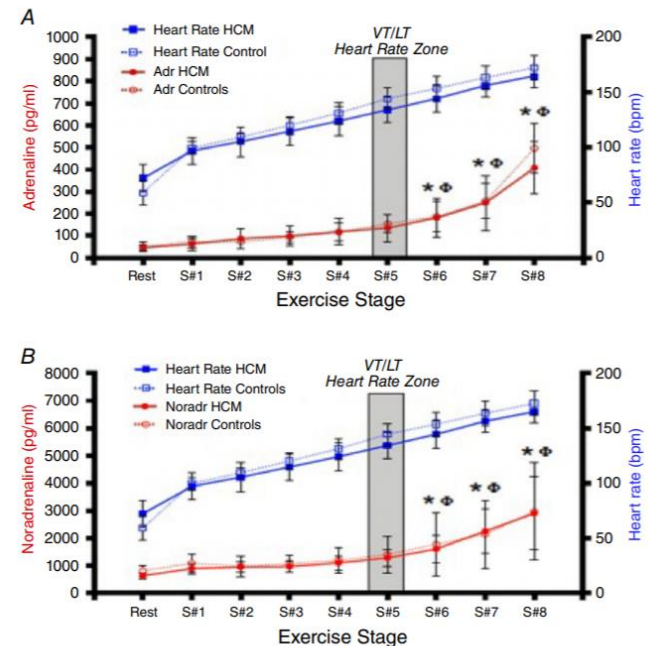 A
VT/LT
Heart Rate Zone
Heart Rate HCM
Heart Rate Control
Adr HCM
Adr Controls
1000
900
800
700
600
500
400
300
200
100
0
Adrenaline (pg/ml)
200
150
100
50
0
Heart rate (bpm)
* Φ
* Φ
* Φ
Rest S#1 S#2 S#3 S#4 S#5 S#6 S#7 S#8
Exercise Stage
B
VT/LT
Heart Rate Zone
Heart Rate HCM
Heart Rate Controls
Noradr HCM
Noradr Controls
8000
7000
6000
5000
4000
3000
2000
1000
0
Noradrenaline (pg/ml)
200
150
100
50
0
Heart rate (bpm)
* Φ
* Φ
* Φ
Rest S#1 S#2 S#3 S#4 S#5 S#6 S#7 S#8
Exercise Stage